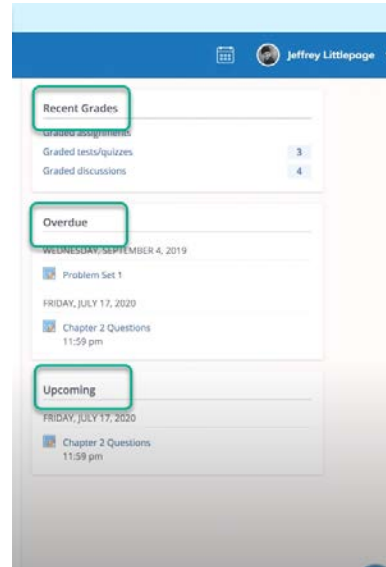 Jeffrey Littlepage
Recent Grades
Graded assignments
Graded tests/quizzes 3
Graded discussions 4
Overdue
WEDNESDAY, SEPTEMBER 4, 2019
Problem Set 1
FRIDAY, JULY 17, 2020
Chapter 2 Questions
11:59 pm
Upcoming
FRIDAY, JULY 17, 2020
Chapter 2 Questions
11:59 pm